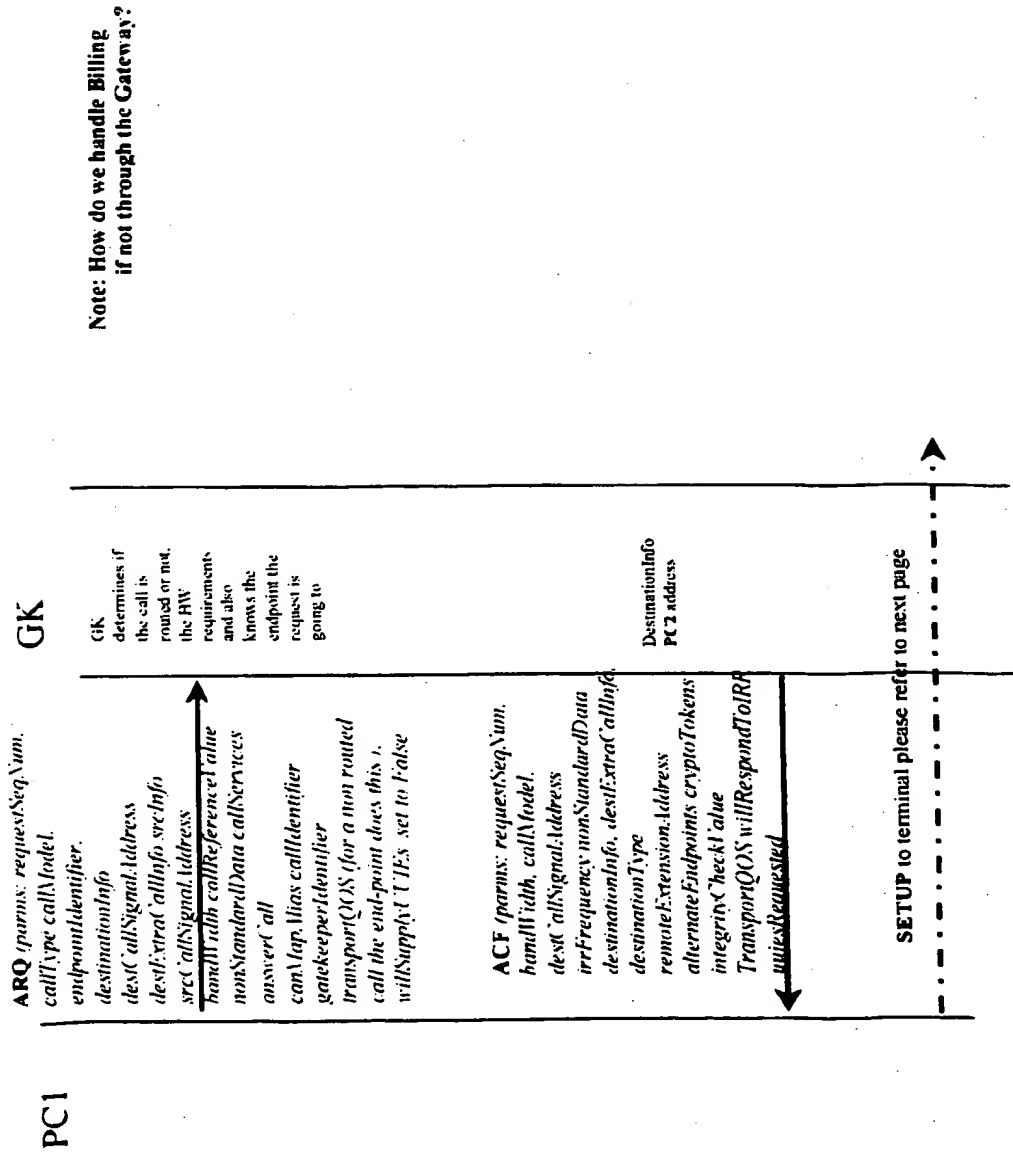 PC1
GK
Note: How do we handle Billing
if not through the Gateway?
ARQ (parms: requestSeqNum,
callType callModel,
endpointIdentifier,
destinationInfo
destCallSignalAddress
destExtraCallInfo srcInfo
srcCallSignalAddress
bandWidth callReferenceValue
nonStandardData callServices
answerCall
canMapAlias callIdentifier
gatekeeperIdentifier
transportQOS (for a non routed
call the end-point does this ),
willSupplyUUIEs set to False
GK
determines if
the call is
routed or not,
the HW
requirements
and also
knows the
endpoint the
request is
going to
ACF (parms: requestSeqNum,
bandWidth, callModel,
destCallSignalAddress
irrFrequency nonStandardData
destinationInfo, destExtraCallInfo,
destinationType
remoteExtensionAddress
alternateEndpoints cryptoTokens
integrityCheckValue
TransportQOS willRespondToIRR
uuiesRequested
DestinationInfo
PC2 address
SETUP to terminal please refer to next page